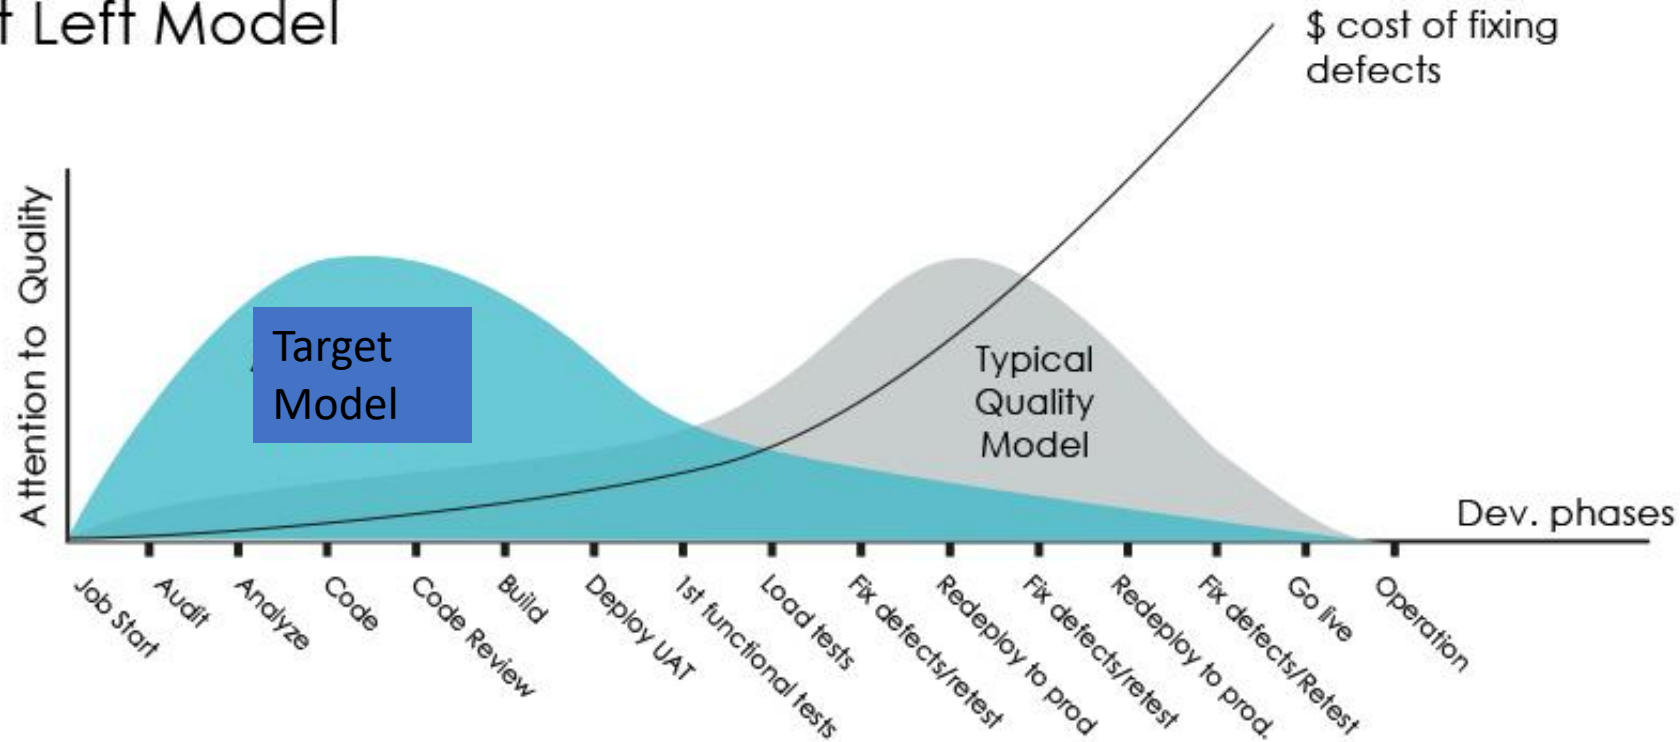 t Left Model
$ cost of fixing
defects
Attention to Quality
Target
Model
Typical
Quality
Model
Dev. phases
Job Start
Audit
Analyze
Code
Code Review
Build
Deploy UAT
1st functional tests
Load tests
Fix defects/retest
Redeploy to prod
Fix defects/retest
Redeploy to prod.
Fix defects/Retest
Go live
Operation